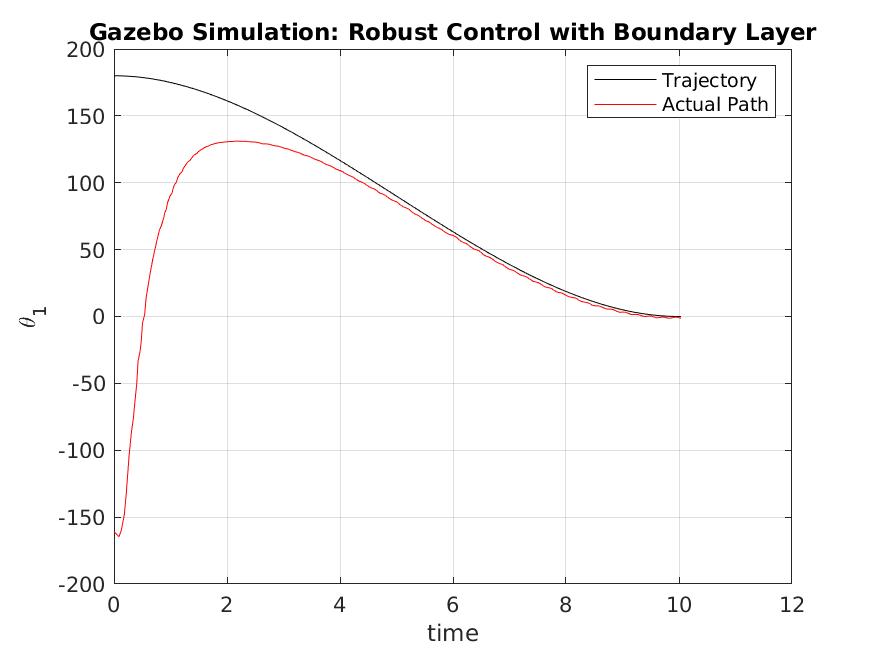 Gazebo Simulation: Robust Control with Boundary Layer
200
150
100
50
0
-50
-100
-150
-200
θ1
Trajectory
Actual Path
0 2 4 6 8 10 12
time